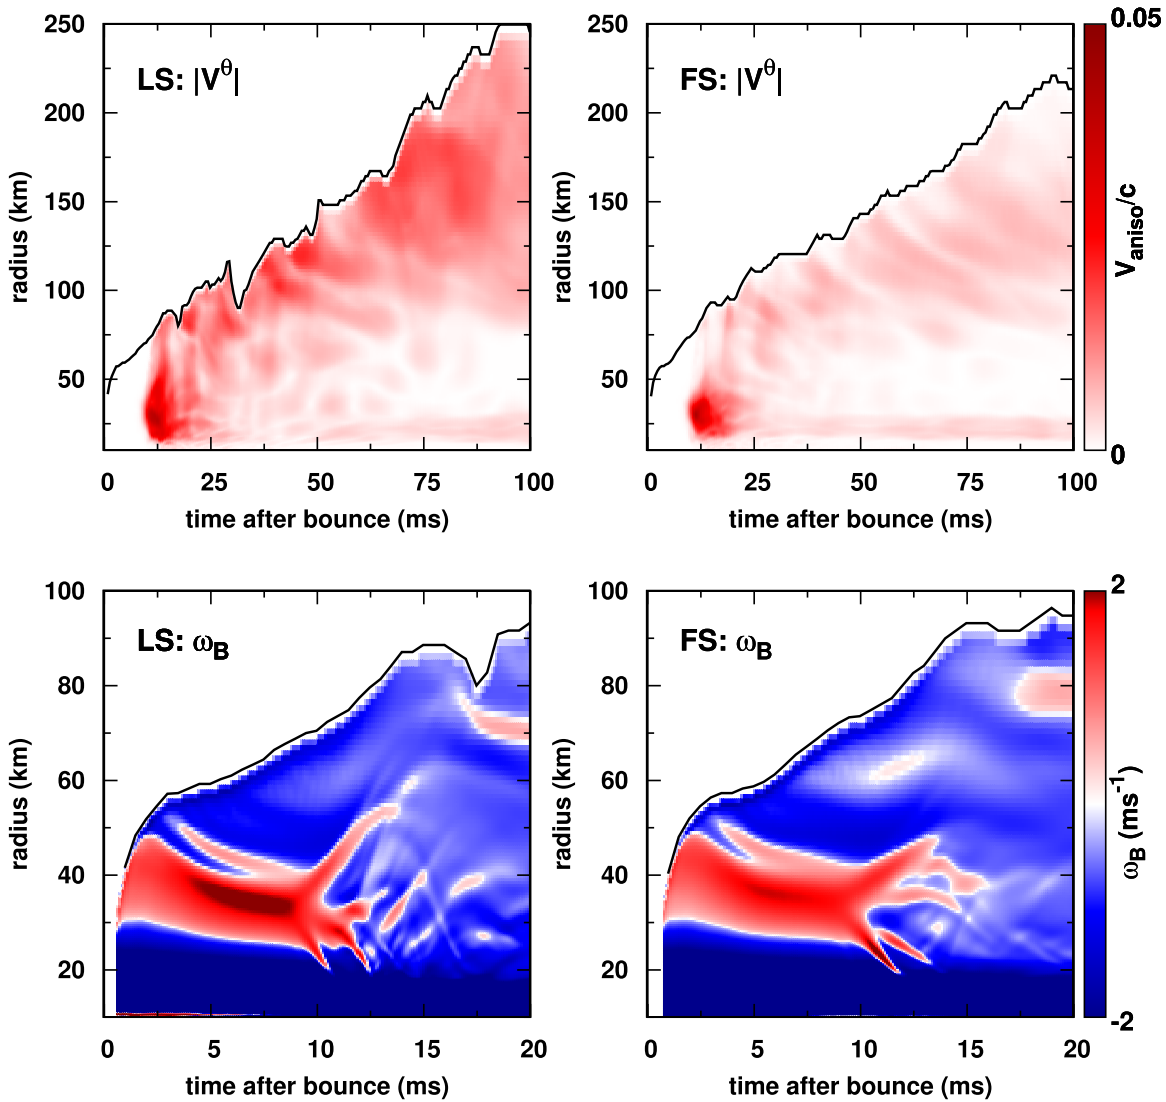 LS: |V^θ|
250
200
150
100
50
radius (km)
0 25 50 75 100
time after bounce (ms)
FS: |V^θ|
250
200
150
100
50
radius (km)
0 25 50 75 100
time after bounce (ms)
0.05
0
V_aniso/c
LS: ω_B
100
80
60
40
20
radius (km)
0 5 10 15 20
time after bounce (ms)
FS: ω_B
100
80
60
40
20
radius (km)
0 5 10 15 20
time after bounce (ms)
2
-2
ω_B (ms^-1)